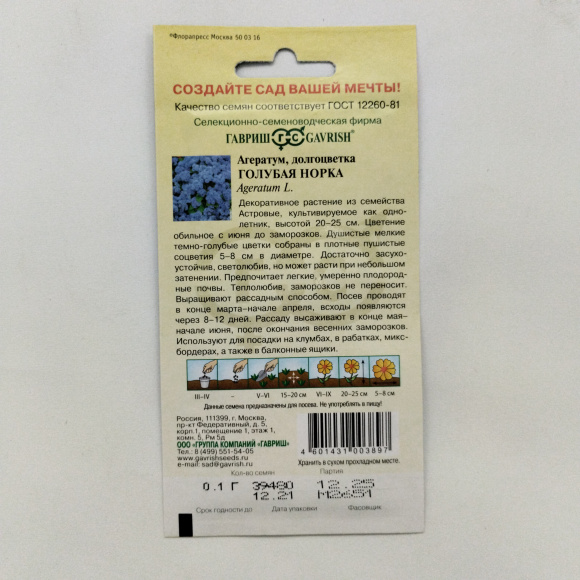 ®Флорапресс Москва 50 03 16
СОЗДАЙТЕ САД ВАШЕЙ МЕЧТЫ!
Качество семян соответствует ГОСТ 12260-81
Селекционно-семеноводческая фирма
ГАВРИШ ГС GAVRISH®
Агератум, долгоцветка
ГОЛУБАЯ НОРКА
Ageratum L.
Декоративное растение из семейства
Астровые, культивируемое как одно-
летник, высотой 20–25 см. Цветение
обильное с июня до заморозков. Душистые мелкие
темно-голубые цветки собраны в плотные пушистые
соцветия 5–8 см в диаметре. Достаточно засухо-
устойчив, светолюбив, но может расти при небольшом
затенении. Предпочитает легкие, умеренно плодород-
ные почвы. Теплолюбив, заморозков не переносит.
Выращивают рассадным способом. Посев проводят
в конце марта–начале апреля, всходы появляются
через 8–12 дней. Рассаду высаживают в конце мая–
начале июня, после окончания весенних заморозков.
Используют для посадки на клумбах, в рабатках, микс-
бордерах, а также в балконные ящики.
III–IV – V–VI 15–20 см VI–IX 20–25 см 5–8 см
Данные семена предназначены для посева. Не употреблять в пищу!
Россия, 111399, г. Москва,
пр-кт Федеративный, д. 5,
корп.1, помещение 1, этаж 1,
комн. 5, Рм 5д
ООО "ГРУППА КОМПАНИЙ "ГАВРИШ"
Тел.: 8 (499) 551-54-05
www.gavrishseeds.ru
e-mail: sad@gavrish.ru
4 601431 003897
Хранить в сухом прохладном месте.
Кол-во семян Партия
0.1 Г 39480 12.25
12.21 М2651
Срок годности до Дата упаковки Фасовщик